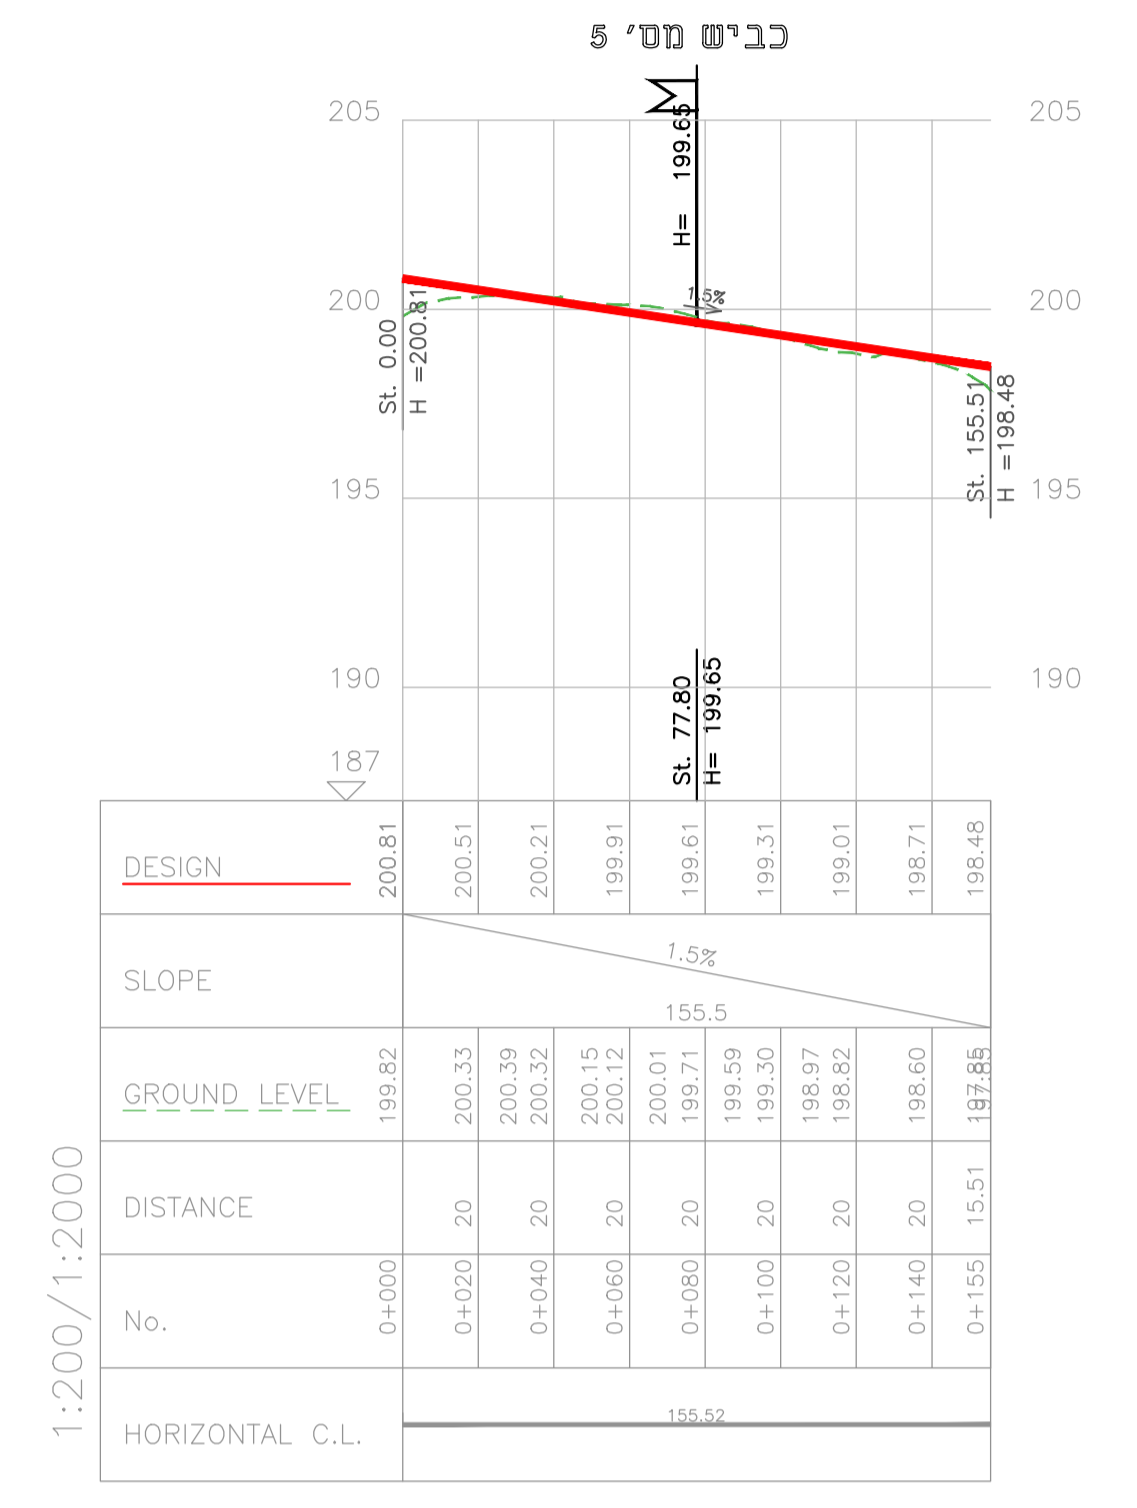 כביש מס׳ 5
205
205
H= 199.65
200
200
1.5%
St. 0.00
H =200.81
St. 155.51
H =198.48
195
195
190
190
St. 77.80
H= 199.65
187
DESIGN 200.81 200.51 200.21 199.91 199.61 199.31 199.01 198.71 198.48
SLOPE 1.5% 155.5
GROUND LEVEL 199.82 200.33 200.39 200.32 200.15 200.12 200.01 199.71 199.59 199.30 198.97 198.82 198.60 197.85
DISTANCE 20 20 20 20 20 20 20 15.51
No. 0+000 0+020 0+040 0+060 0+080 0+100 0+120 0+140 0+155
HORIZONTAL C.L. 155.52
1:200/1:2000